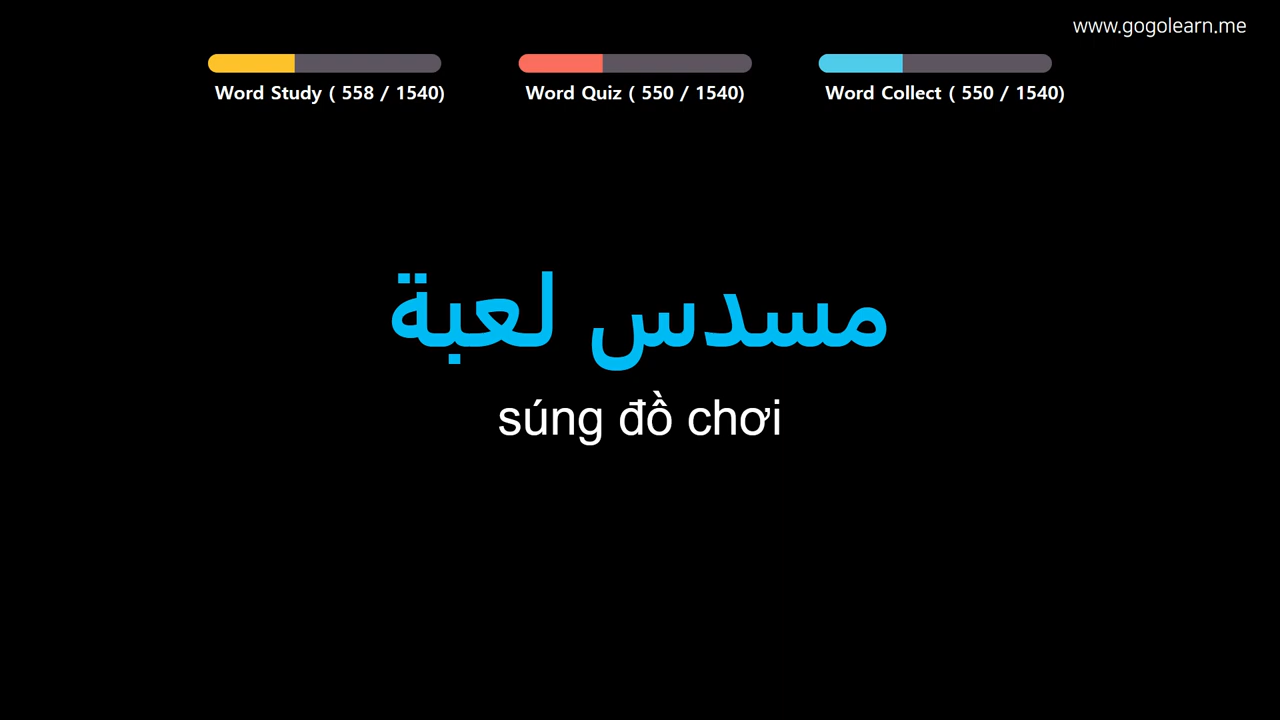 www.gogolearn.me
Word Study ( 558 / 1540)
Word Quiz ( 550 / 1540)
Word Collect ( 550 / 1540)
مسدس لعبة
súng đồ chơi